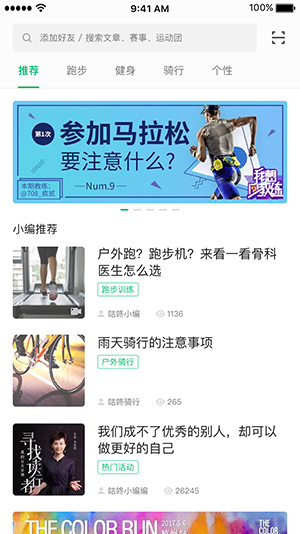 9:41 AM
100%
添加好友 / 搜索文章、赛事、运动团
推荐 跑步 健身 骑行 个性
第1次
参加马拉松
要注意什么?
本期教练:
@708_疯贰
Num.9
小编推荐
户外跑？跑步机？来看一看骨科
医生怎么选
跑步训练
咕咚小编 1136
雨天骑行的注意事项
户外骑行
咕咚骑行 265
寻找读行者
我们成不了优秀的别人，却可以
做更好的自己
热门活动
咕咚小编编 26245
THE COLOR RUN
2017.5.6